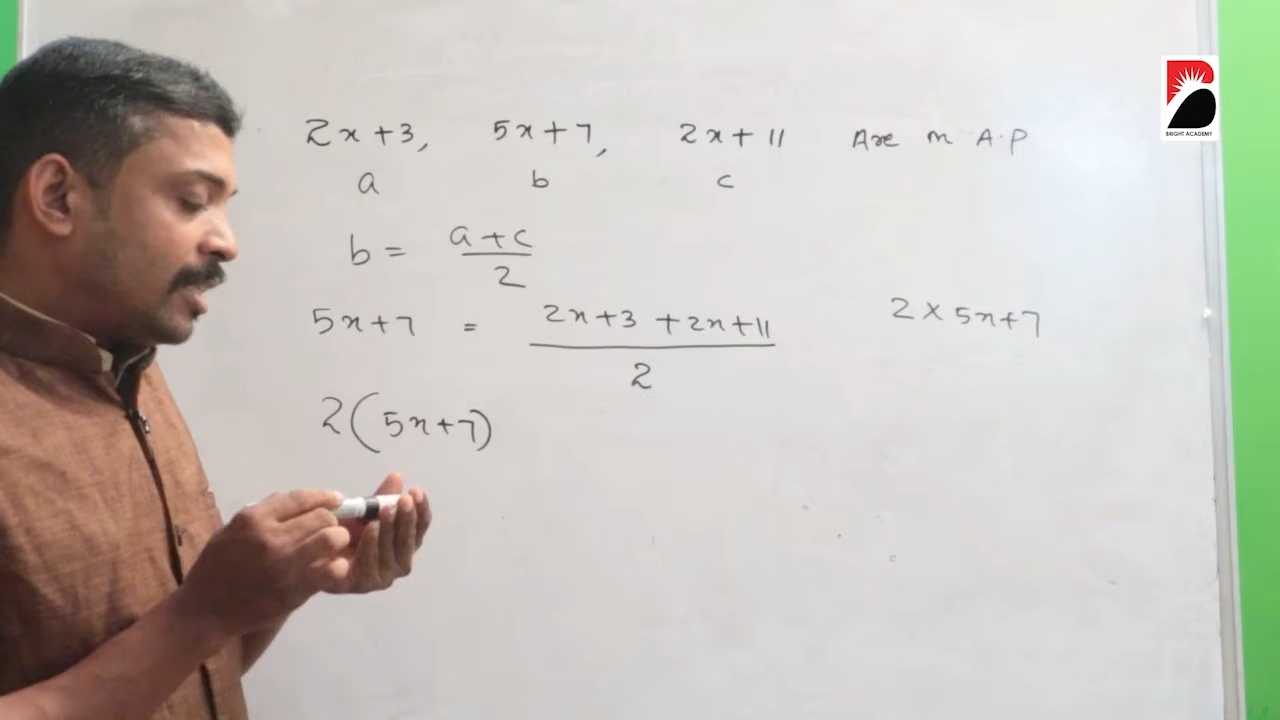 2x+3, 5x+7, 2x+11 Are in A.P
a b c
b = a+c/2
5x+7 = 2x+3+2x+11/2
2×5x+7
2(5x+7)
BRIGHT ACADEMY